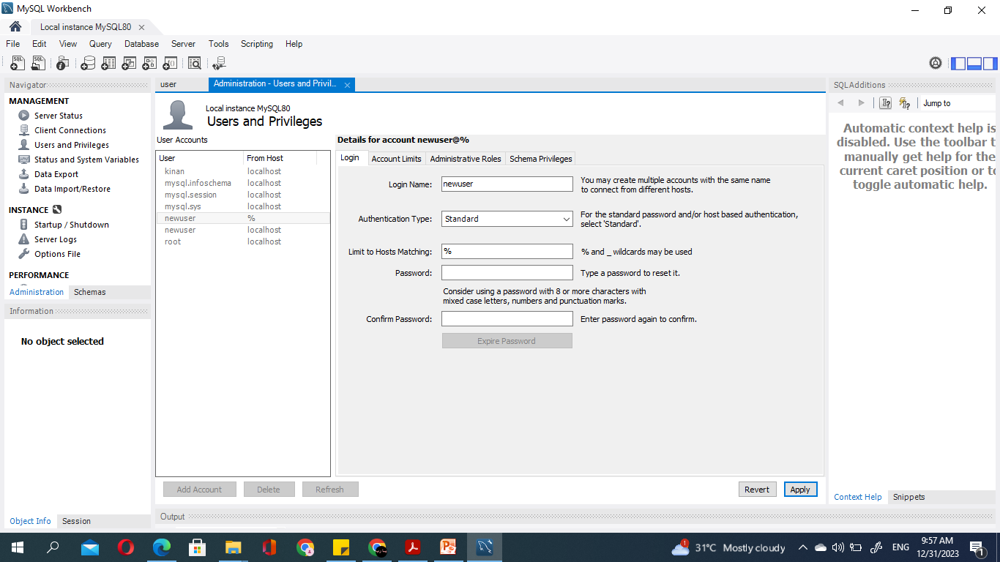 MySQL Workbench
Local instance MySQL80
File Edit View Query Database Server Tools Scripting Help
Navigator
MANAGEMENT
Server Status
Client Connections
Users and Privileges
Status and System Variables
Data Export
Data Import/Restore
INSTANCE
Startup / Shutdown
Server Logs
Options File
PERFORMANCE
Administration Schemas
Information
No object selected
Object Info Session
user Administration - Users and Privil...
Local instance MySQL80
Users and Privileges
User Accounts
User From Host
kinan localhost
mysql.infoschema localhost
mysql.session localhost
mysql.sys localhost
newuser %
newuser localhost
root localhost
Add Account Delete Refresh
Details for account newuser@%
Login Account Limits Administrative Roles Schema Privileges
Login Name: newuser You may create multiple accounts with the same name
to connect from different hosts.
Authentication Type: Standard For the standard password and/or host based authentication,
select 'Standard'.
Limit to Hosts Matching: % % and _ wildcards may be used
Password: Type a password to reset it.
Consider using a password with 8 or more characters with
mixed case letters, numbers and punctuation marks.
Confirm Password: Enter password again to confirm.
Expire Password
Revert Apply
Output
SQLAdditions
Jump to
Automatic context help is
disabled. Use the toolbar t
manually get help for the
current caret position or to
toggle automatic help.
Context Help Snippets
1 31°C Mostly cloudy ENG 9:57 AM
12/31/2023 1